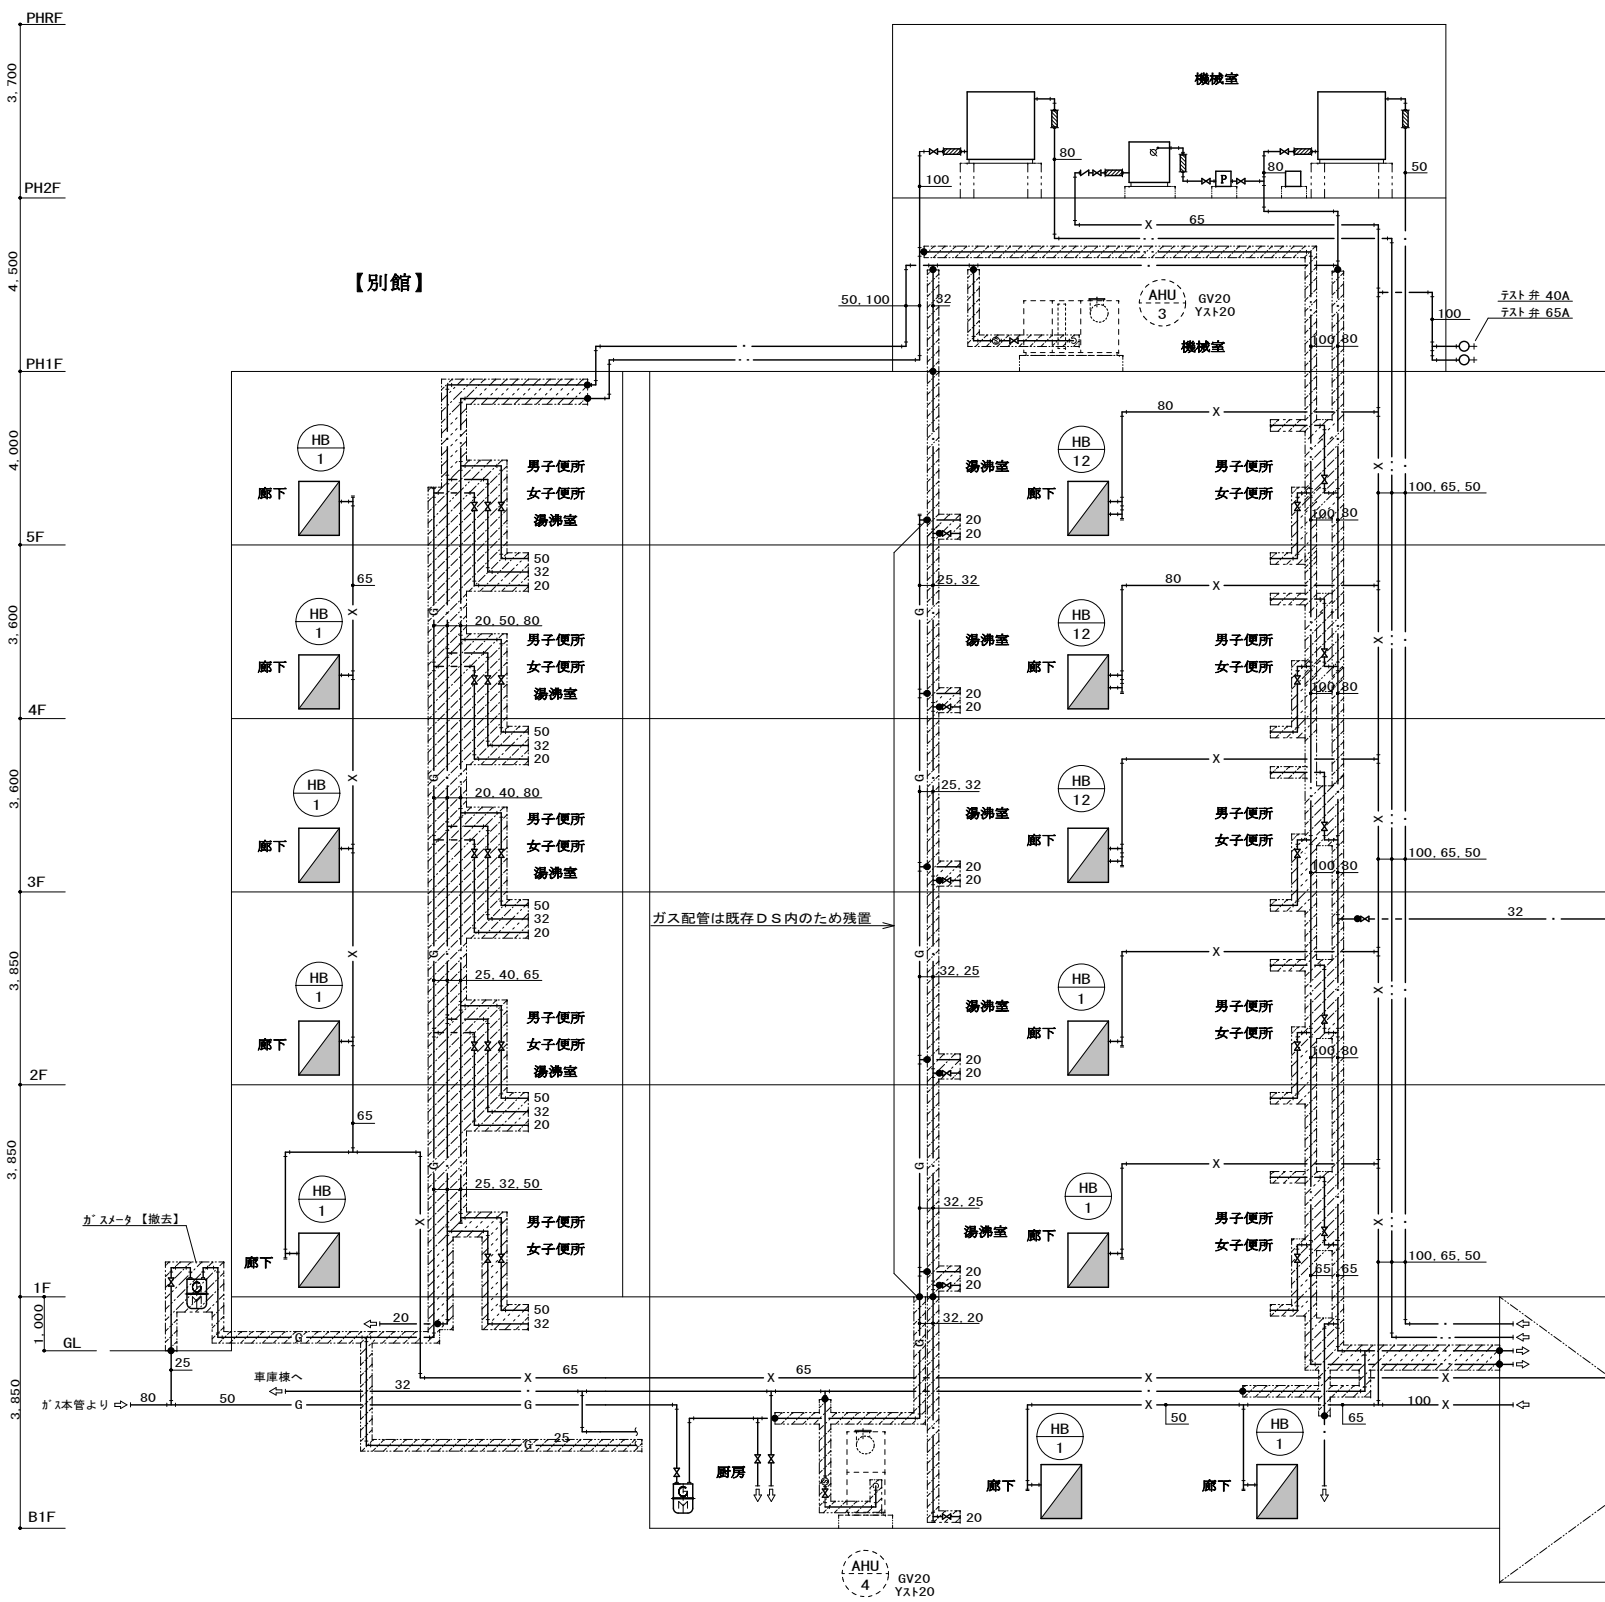 PHRF
3,700
機械室
80
100
80
50
P
PH2F
X
65
4,500
【別館】
50,100
32
AHU
3
GV20
Yスト20
機械室
テスト弁 40A
テスト弁 65A
100
100,80
PH1F
4,000
HB
1
廊下
男子便所
女子便所
湯沸室
湯沸室
HB
12
廊下
80
X
男子便所
女子便所
X
100,65,50
100,80
20
20
5F
50
32
20
65
25,32
80
X
G
G
X
3,600
HB
1
廊下
20,50,80
男子便所
女子便所
湯沸室
湯沸室
HB
12
廊下
男子便所
女子便所
X
100,80
20
20
4F
50
32
20
X
G
G
X
3,600
HB
1
廊下
20,40,80
男子便所
女子便所
湯沸室
25,32
湯沸室
HB
12
廊下
男子便所
女子便所
X
100,65,50
100,80
20
20
3F
50
32
20
ガス配管は既存DS内のため残置
32
X
G
G
X
3,850
HB
1
廊下
25,40,65
男子便所
女子便所
湯沸室
32,25
湯沸室
HB
1
廊下
男子便所
女子便所
X
100,80
20
20
2F
50
32
20
65
G
G
X
3,850
HB
1
廊下
25,32,50
男子便所
女子便所
32,25
湯沸室
HB
1
廊下
男子便所
女子便所
X
100,65,50
65,65
ガスメータ【撤去】
G
M
20
20
1F
1,000
GL
50
32
20
G
32,20
G
25
車庫棟へ
32
X
65
X
65
X
X
3,850
ガス本管より
80
50
G
G
X
50
65
100
X
25
G
G
M
厨房
HB
1
廊下
HB
1
廊下
20
B1F
AHU
4
GV20
Yスト20